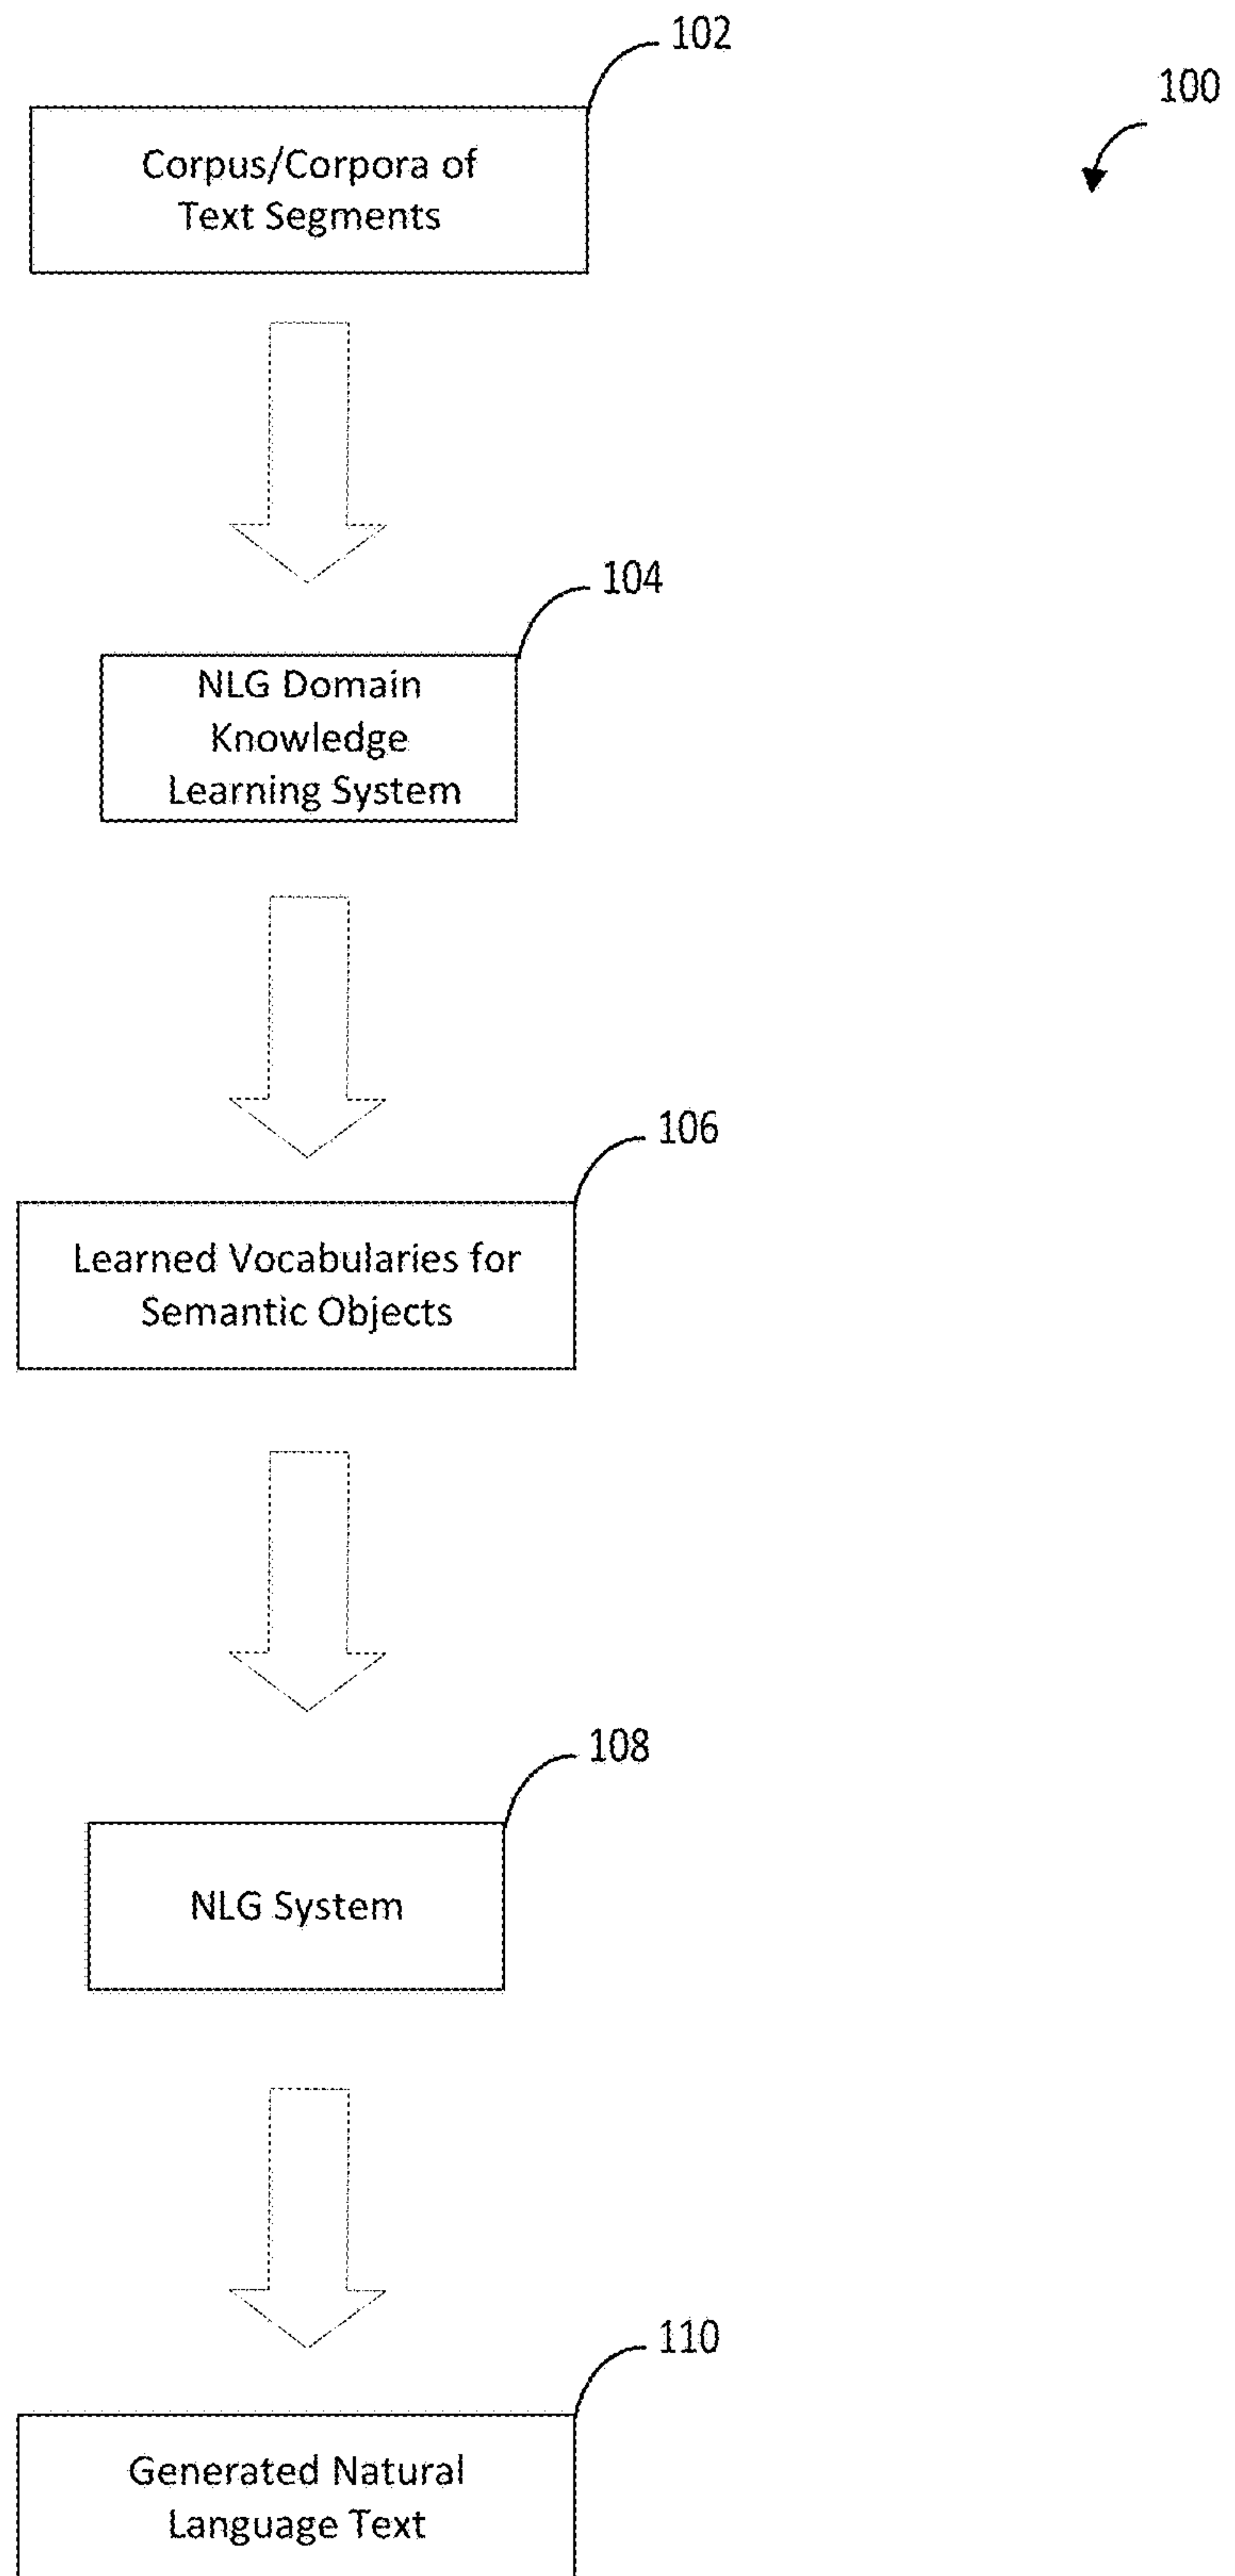 102
100
Corpus/Corpora of
Text Segments
104
NLG Domain
Knowledge
Learning System
106
Learned Vocabularies for
Semantic Objects
108
NLG System
110
Generated Natural
Language Text